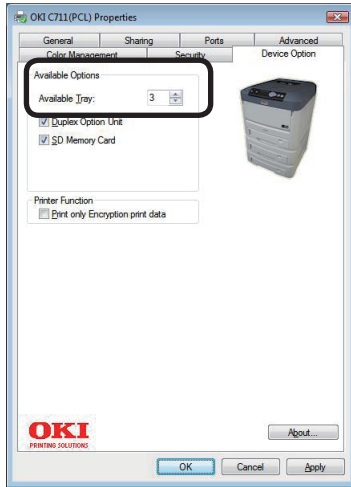 OKI C711(PCL) Properties
General Sharing Ports Advanced
Color Management Security Device Option
Available Options
Available Tray: 3
Duplex Option Unit
SD Memory Card
Printer Function
Print only Encryption print data
OKI
PRINTING SOLUTIONS
About...
OK Cancel Apply